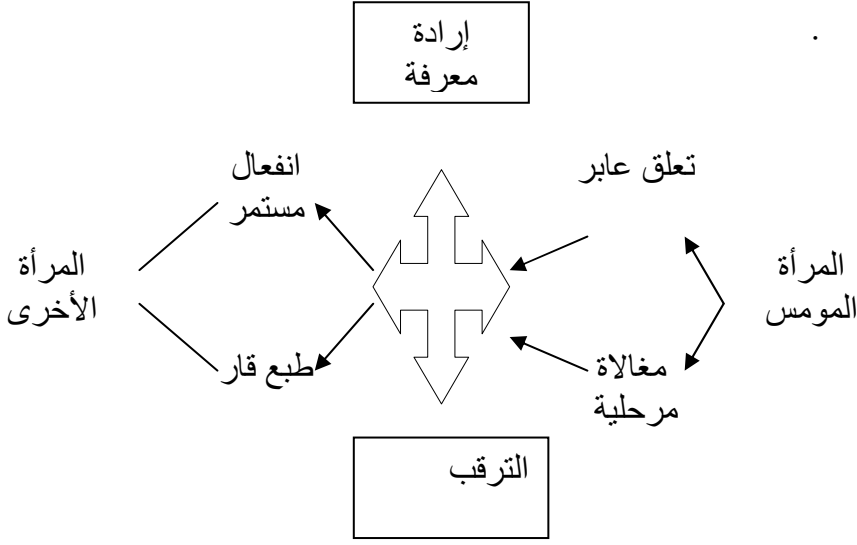 إرادة
معرفة
.
تعلق عابر
انفعال
مستمر
المرأة
المومس
المرأة
الأخرى
مغالاة
مرحلية
طبع قار
الترقب